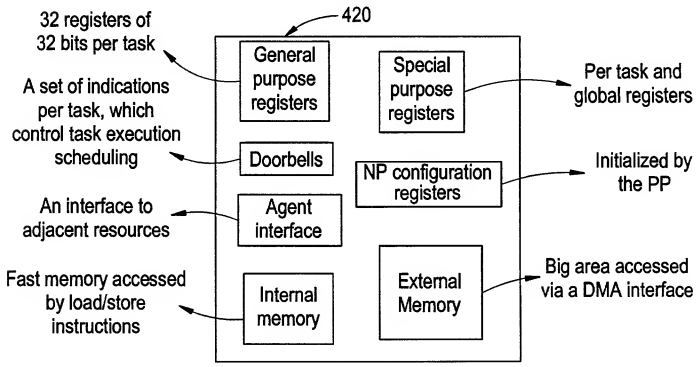 420
32 registers of
32 bits per task
General
purpose
registers
Special
purpose
registers
Per task and
global registers
A set of indications
per task, which
control task execution
scheduling
Doorbells
NP configuration
registers
Initialized by
the PP
An interface to
adjacent resources
Agent
interface
Fast memory accessed
by load/store
instructions
Internal
memory
External
Memory
Big area accessed
via a DMA interface